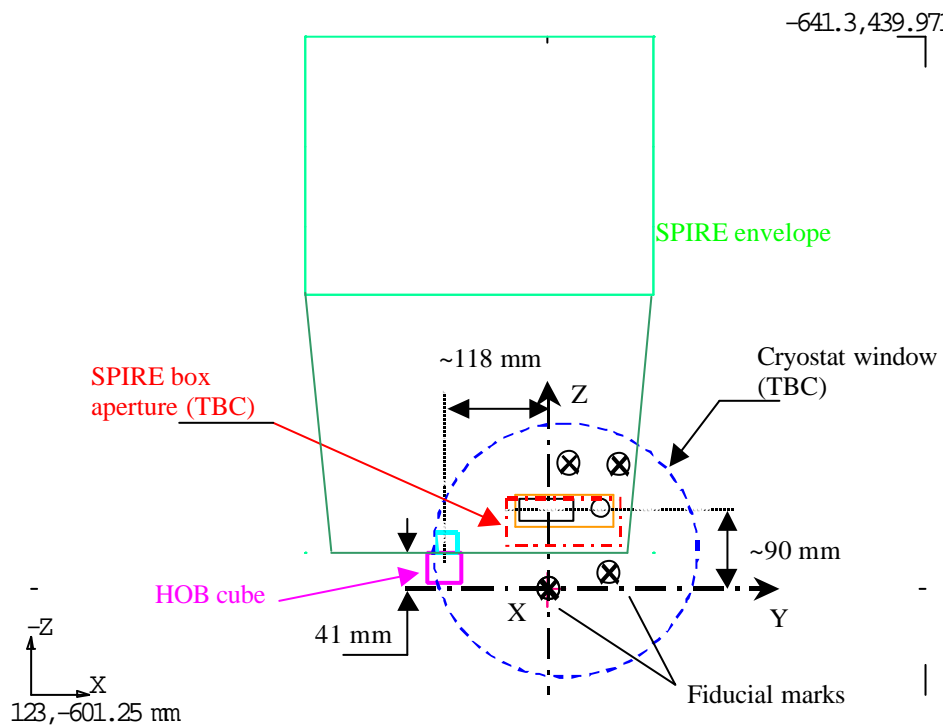 -641.3,439.971
SPIRE envelope
~118 mm
Cryostat window
(TBC)
SPIRE box
aperture (TBC)
Z
~90 mm
HOB cube
X
Y
41 mm
-Z
X
Fiducial marks
123,-601.25 mm